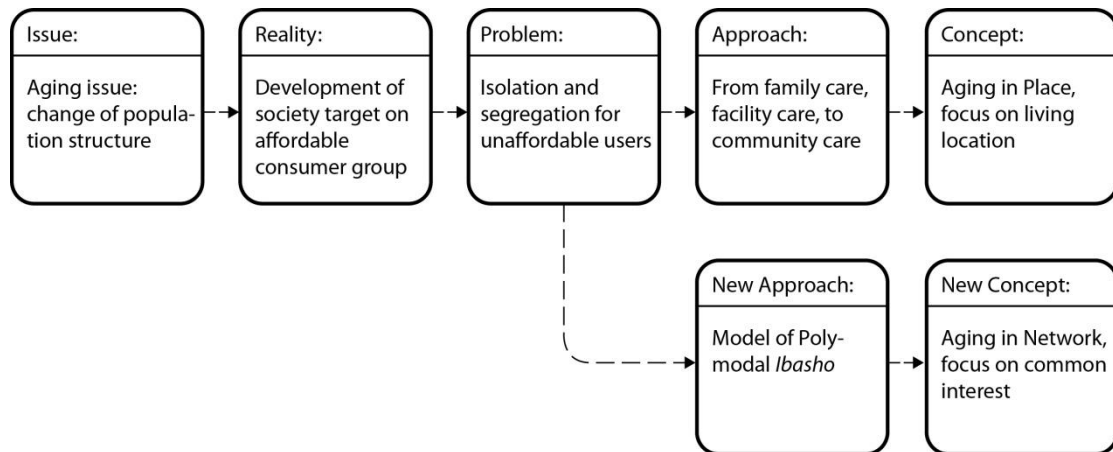 Issue:
Aging issue:
change of popula-
tion structure
Reality:
Development of
society target on
affordable
consumer group
Problem:
Isolation and
segregation for
unaffordable users
Approach:
From family care,
facility care, to
community care
Concept:
Aging in Place,
focus on living
location
New Approach:
Model of Poly-
modal Ibasho
New Concept:
Aging in Network,
focus on common
interest